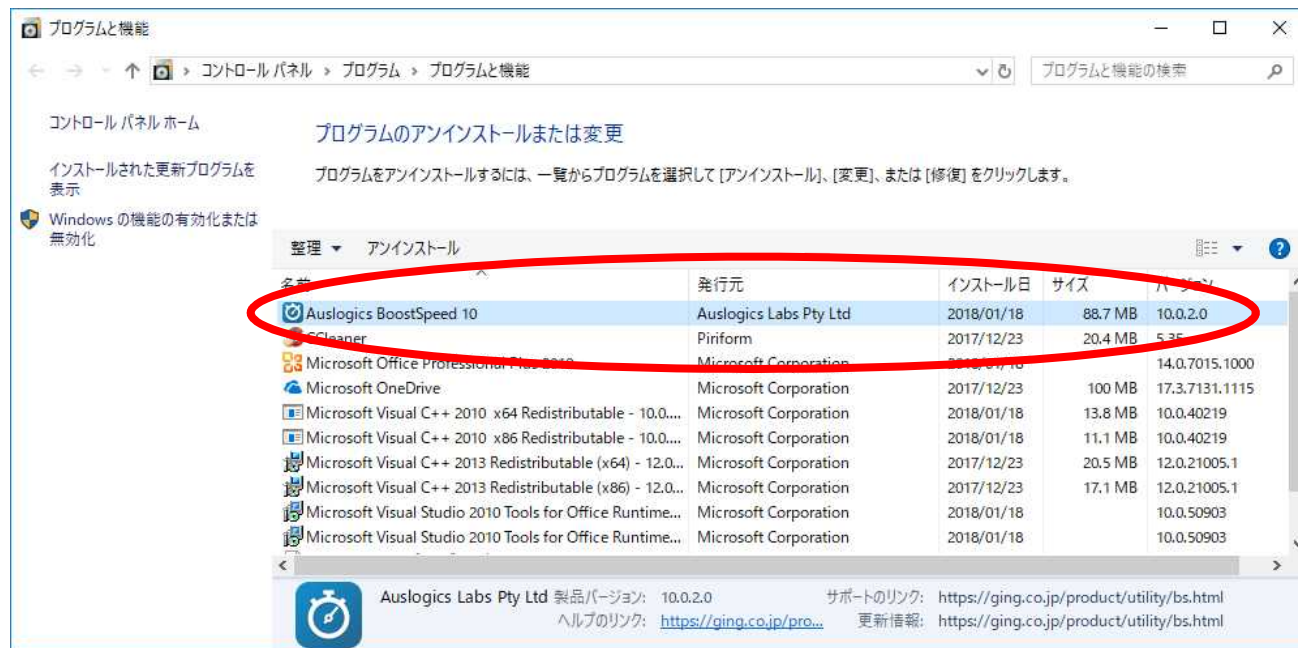 プログラムと機能
コントロール パネル › プログラム › プログラムと機能
プログラムと機能の検索
コントロール パネル ホーム
インストールされた更新プログラムを
表示
Windows の機能の有効化または
無効化
プログラムのアンインストールまたは変更
プログラムをアンインストールするには、一覧からプログラムを選択して [アンインストール]、[変更]、または [修復] をクリックします。
整理 アンインストール
名前 発行元 インストール日 サイズ バージョン
Auslogics BoostSpeed 10 Auslogics Labs Pty Ltd 2018/01/18 88.7 MB 10.0.2.0
CCleaner Piriform 2017/12/23 20.4 MB 5.35
Microsoft Office Professional Plus 2010 Microsoft Corporation 2018/01/18 14.0.7015.1000
Microsoft OneDrive Microsoft Corporation 2017/12/23 100 MB 17.3.7131.1115
Microsoft Visual C++ 2010 x64 Redistributable - 10.0.... Microsoft Corporation 2018/01/18 13.8 MB 10.0.40219
Microsoft Visual C++ 2010 x86 Redistributable - 10.0.... Microsoft Corporation 2018/01/18 11.1 MB 10.0.40219
Microsoft Visual C++ 2013 Redistributable (x64) - 12.0... Microsoft Corporation 2017/12/23 20.5 MB 12.0.21005.1
Microsoft Visual C++ 2013 Redistributable (x86) - 12.0... Microsoft Corporation 2017/12/23 17.1 MB 12.0.21005.1
Microsoft Visual Studio 2010 Tools for Office Runtime... Microsoft Corporation 2018/01/18 10.0.50903
Microsoft Visual Studio 2010 Tools for Office Runtime... Microsoft Corporation 2018/01/18 10.0.50903
Auslogics Labs Pty Ltd 製品バージョン: 10.0.2.0 サポートのリンク: https://ging.co.jp/product/utility/bs.html
ヘルプのリンク: https://ging.co.jp/pro... 更新情報: https://ging.co.jp/product/utility/bs.html